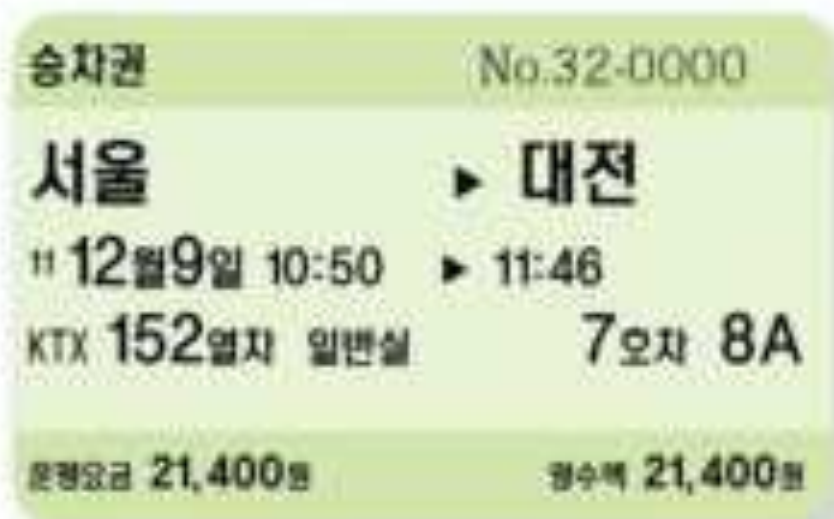 승차권 No.32-0000
서울 ▶ 대전
11 12월9일 10:50 ▶ 11:46
KTX 152열차 일반실 7호차 8A
운행요금 21,400원 영수액 21,400원